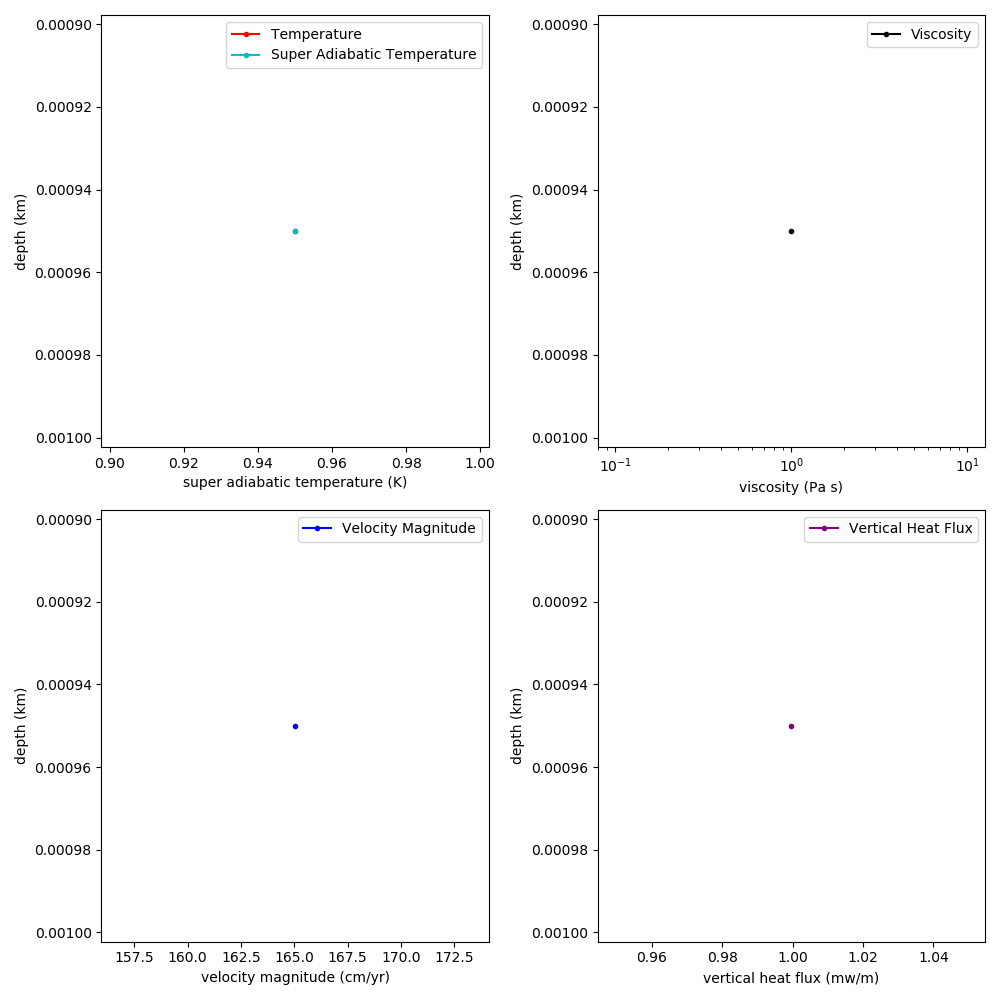 Temperature
Super Adiabatic Temperature
0.00090
0.00092
0.00094
0.00096
0.00098
0.00100
depth (km)
0.90 0.92 0.94 0.96 0.98 1.00
super adiabatic temperature (K)
Viscosity
0.00090
0.00092
0.00094
0.00096
0.00098
0.00100
depth (km)
10⁻¹ 10⁰ 10¹
viscosity (Pa s)
Velocity Magnitude
0.00090
0.00092
0.00094
0.00096
0.00098
0.00100
depth (km)
157.5 160.0 162.5 165.0 167.5 170.0 172.5
velocity magnitude (cm/yr)
Vertical Heat Flux
0.00090
0.00092
0.00094
0.00096
0.00098
0.00100
depth (km)
0.96 0.98 1.00 1.02 1.04
vertical heat flux (mw/m)